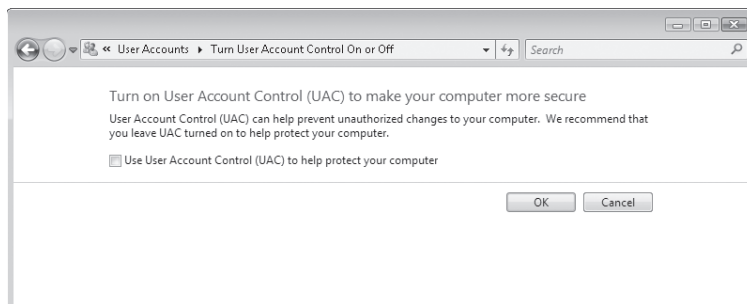 « User Accounts ▸ Turn User Account Control On or Off
Search
Turn on User Account Control (UAC) to make your computer more secure
User Account Control (UAC) can help prevent unauthorized changes to your computer. We recommend that
you leave UAC turned on to help protect your computer.
Use User Account Control (UAC) to help protect your computer
OK Cancel